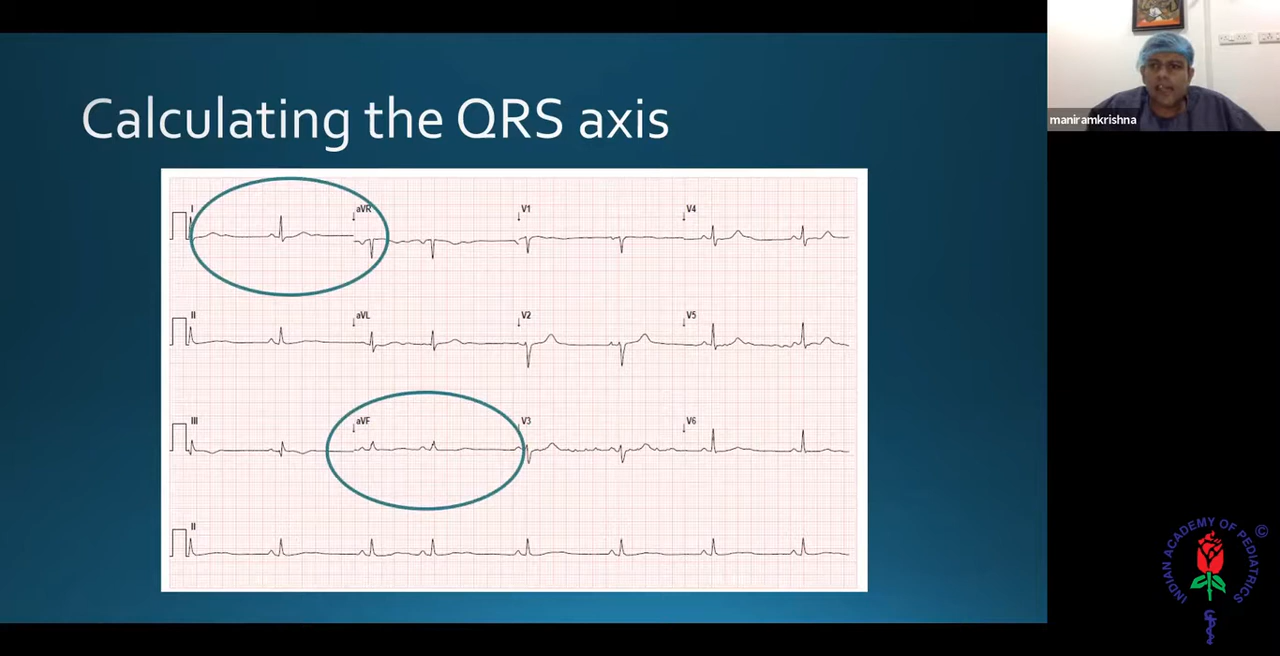 Calculating the QRS axis
maniramkrishna
I aVR V1 V4
II aVL V2 V5
III aVF V3 V6
II
INDIAN ACADEMY OF PEDIATRICS ©